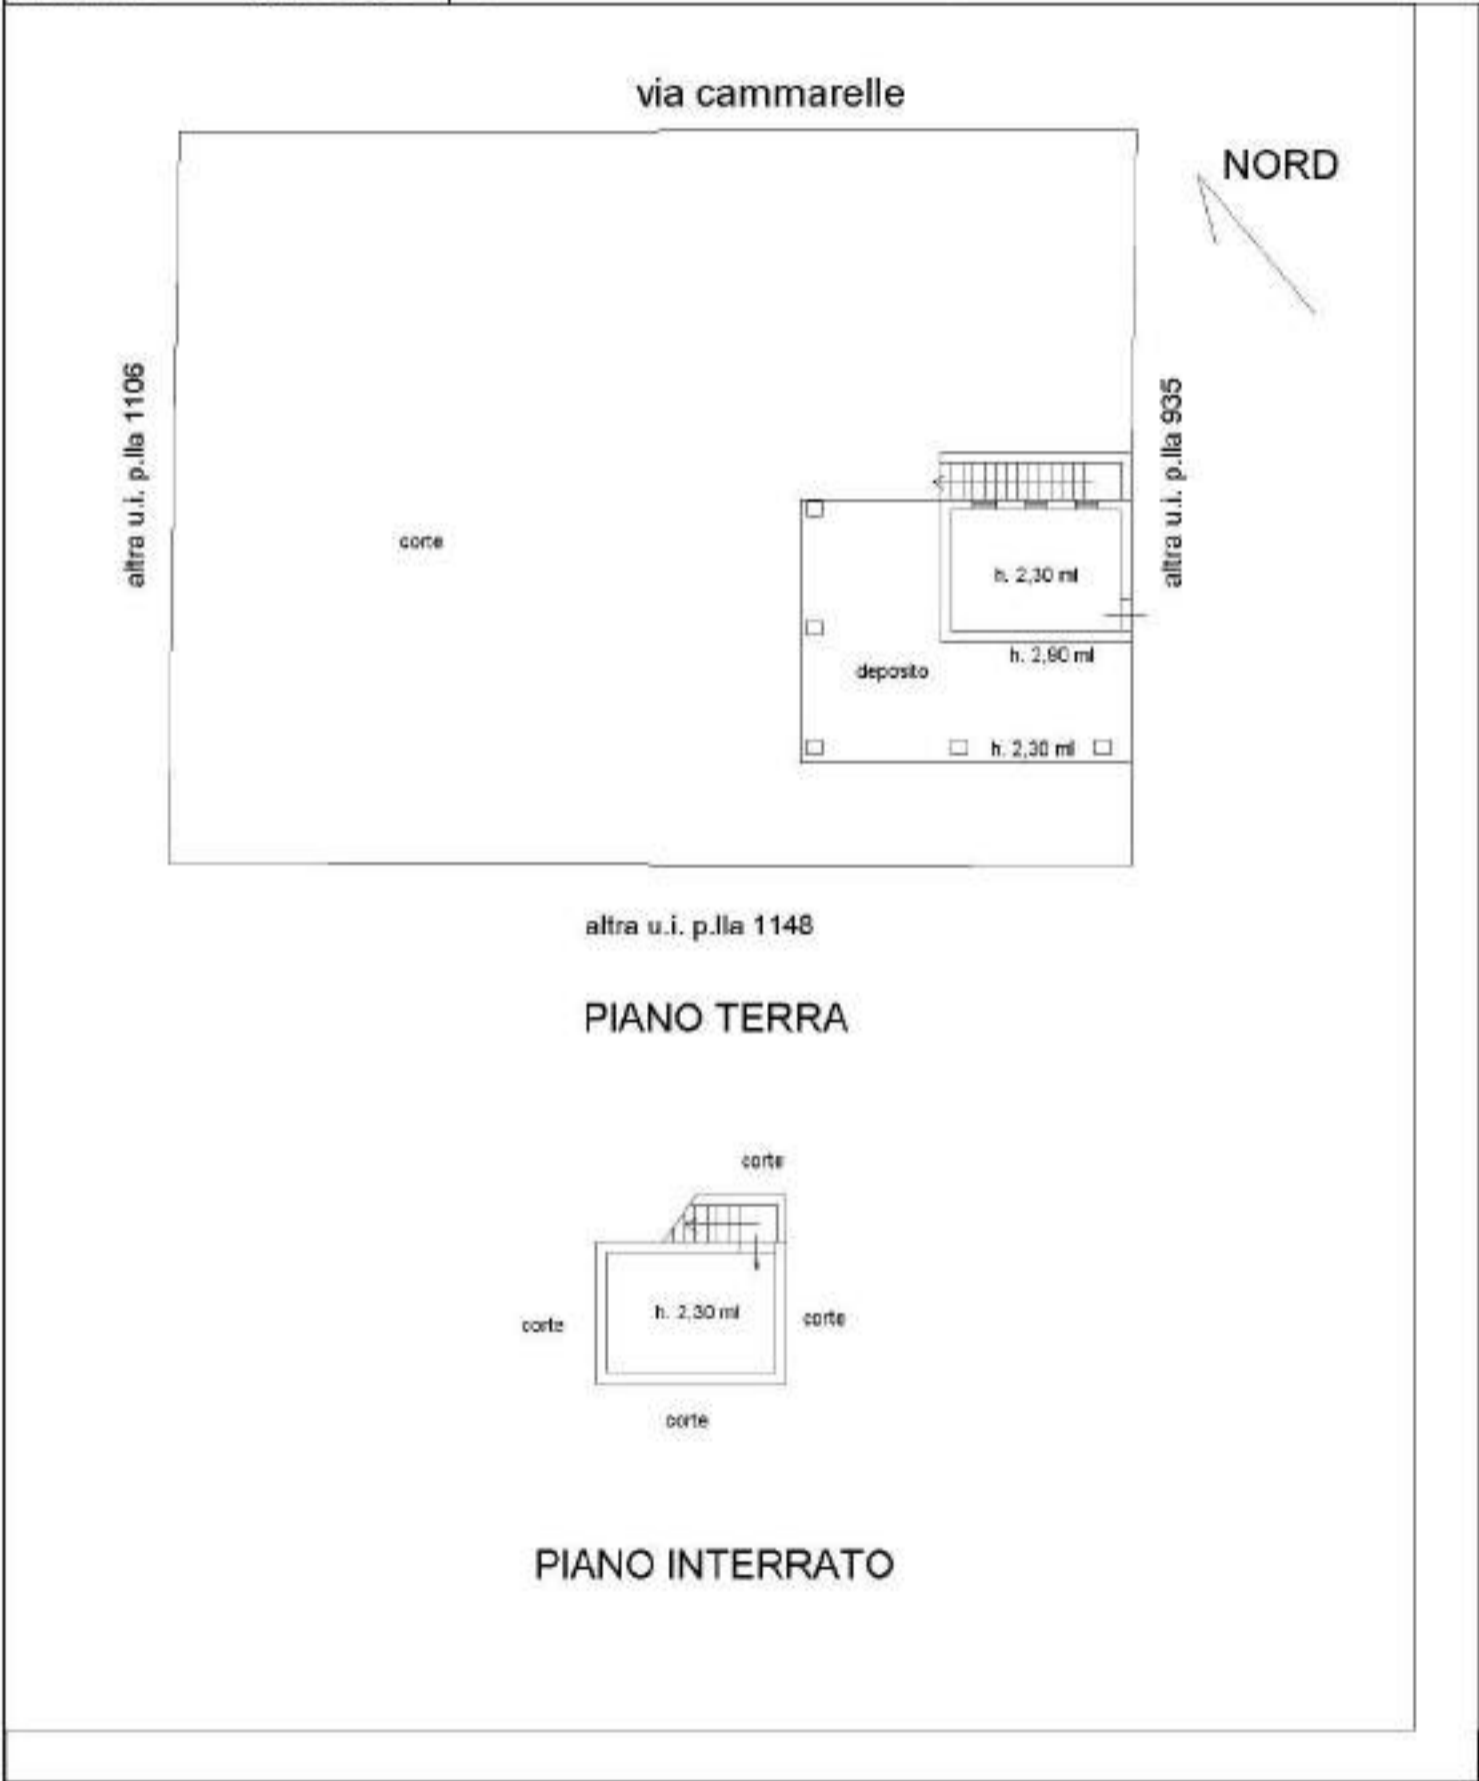 via cammarelle
NORD
altra u.i. p.lla 1106
altra u.i. p.lla 935
corte
h. 2,30 ml
h. 2,80 ml
deposito
h. 2,30 ml
altra u.i. p.lla 1148
PIANO TERRA
corte
h. 2,30 ml
corte
corte
corte
PIANO INTERRATO